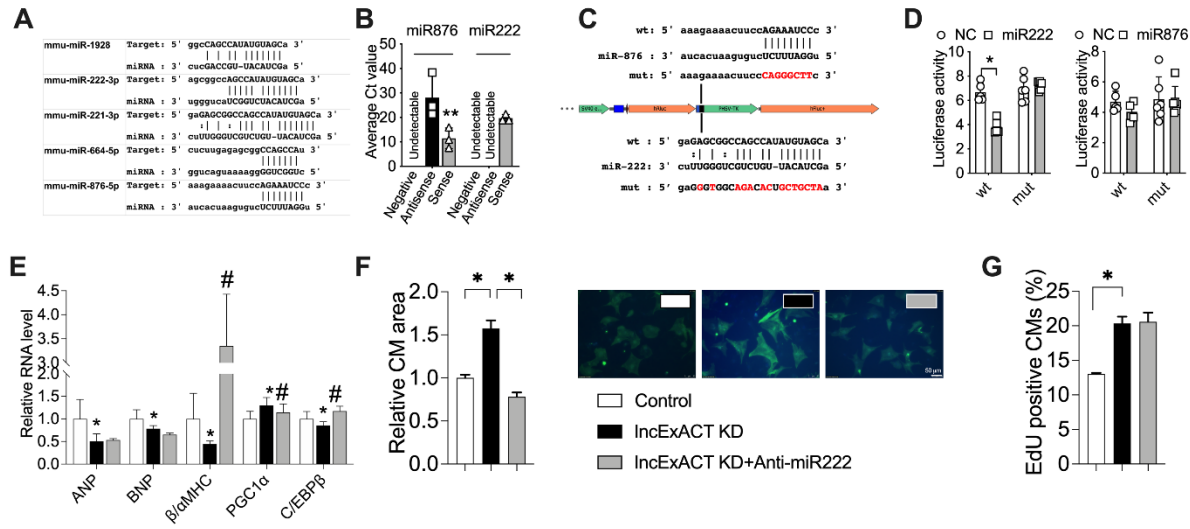 A
mmu-miR-1928 Target: 5' ggcCAGCCAUAUGUAGCa 3'
miRNA : 3' cucGACCGU-UACAUCGa 5'
mmu-miR-222-3p Target: 5' agcggccAGCCAUAUGUAGCa 3'
miRNA : 3' ugggucaUCGGUCUACAUCGa 5'
mmu-miR-221-3p Target: 5' gaGAGCGGCCAGCCAUAUGUAGCa 3'
miRNA : 3' cuUUGGGUCGUCUGU-UACAUCGa 5'
mmu-miR-664-5p Target: 5' cucuugagagcggCCAGCCAu 3'
miRNA : 3' ggucaguaaaagGGUCGGUc 5'
mmu-miR-876-5p Target: 5' aaagaaaacuuccAGAAAUCCc 3'
miRNA : 3' aucacuaagugucUCUUUAGGu 5'
B
miR876 miR222
Average Ct value
50
40
30
20
10
0
Undetectable
**
Undetectable
Undetectable
Negative
Antisense
Sense
Negative
Antisense
Sense
C
wt: 5' aaagaaaacuuccAGAAAUCCc 3'
miR-876: 3' aucacuaagugucUCUUUAGGu 5'
mut: 5' aaagaaaacuuccCAGGGCTTc 3'
hRluc PHSV-TK hFluc+
wt : 5' gaGAGCGGCCAGCCAUAUGUAGCa 3'
miR-222: 3' cuUUGGGUCGUCUGU-UACAUCGa 5'
mut : 5' gaGGGTGGCAGACACUGCTGCTAa 3'
D
NC miR222
Luciferase activity
10
8
6
4
2
0
*
wt
mut
NC miR876
Luciferase activity
8
6
4
2
0
wt
mut
E
Relative RNA level
4.5
4.0
3.5
3.0
2.0
1.5
1.0
0.5
0.0
* * * # * # * #
ANP
BNP
β/αMHC
PGC1α
C/EBPβ
F
Relative CM area
2.0
1.5
1.0
0.5
0.0
* *
50 μm
Control
lncExACT KD
lncExACT KD+Anti-miR222
G
EdU positive CMs (%)
25
20
15
10
5
0
*